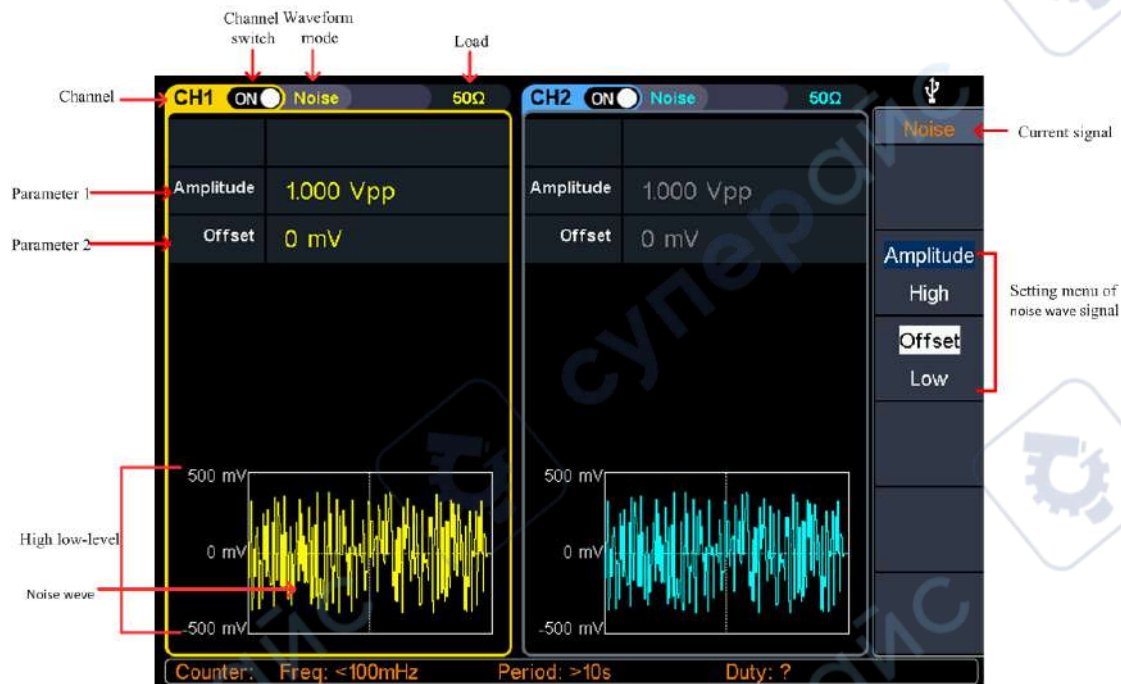 Channel switch
Waveform mode
Load
Channel
CH1 ON Noise 50Ω
CH2 ON Noise 50Ω
Noise
Current signal
Parameter 1
Amplitude 1.000 Vpp
Amplitude 1.000 Vpp
Parameter 2
Offset 0 mV
Offset 0 mV
Amplitude
High
Offset
Low
Setting menu of
noise wave signal
500 mV
500 mV
High low-level
0 mV
0 mV
Noise weve
-500 mV
-500 mV
Counter: Freq: <100mHz Period: >10s Duty: ?
суперайс